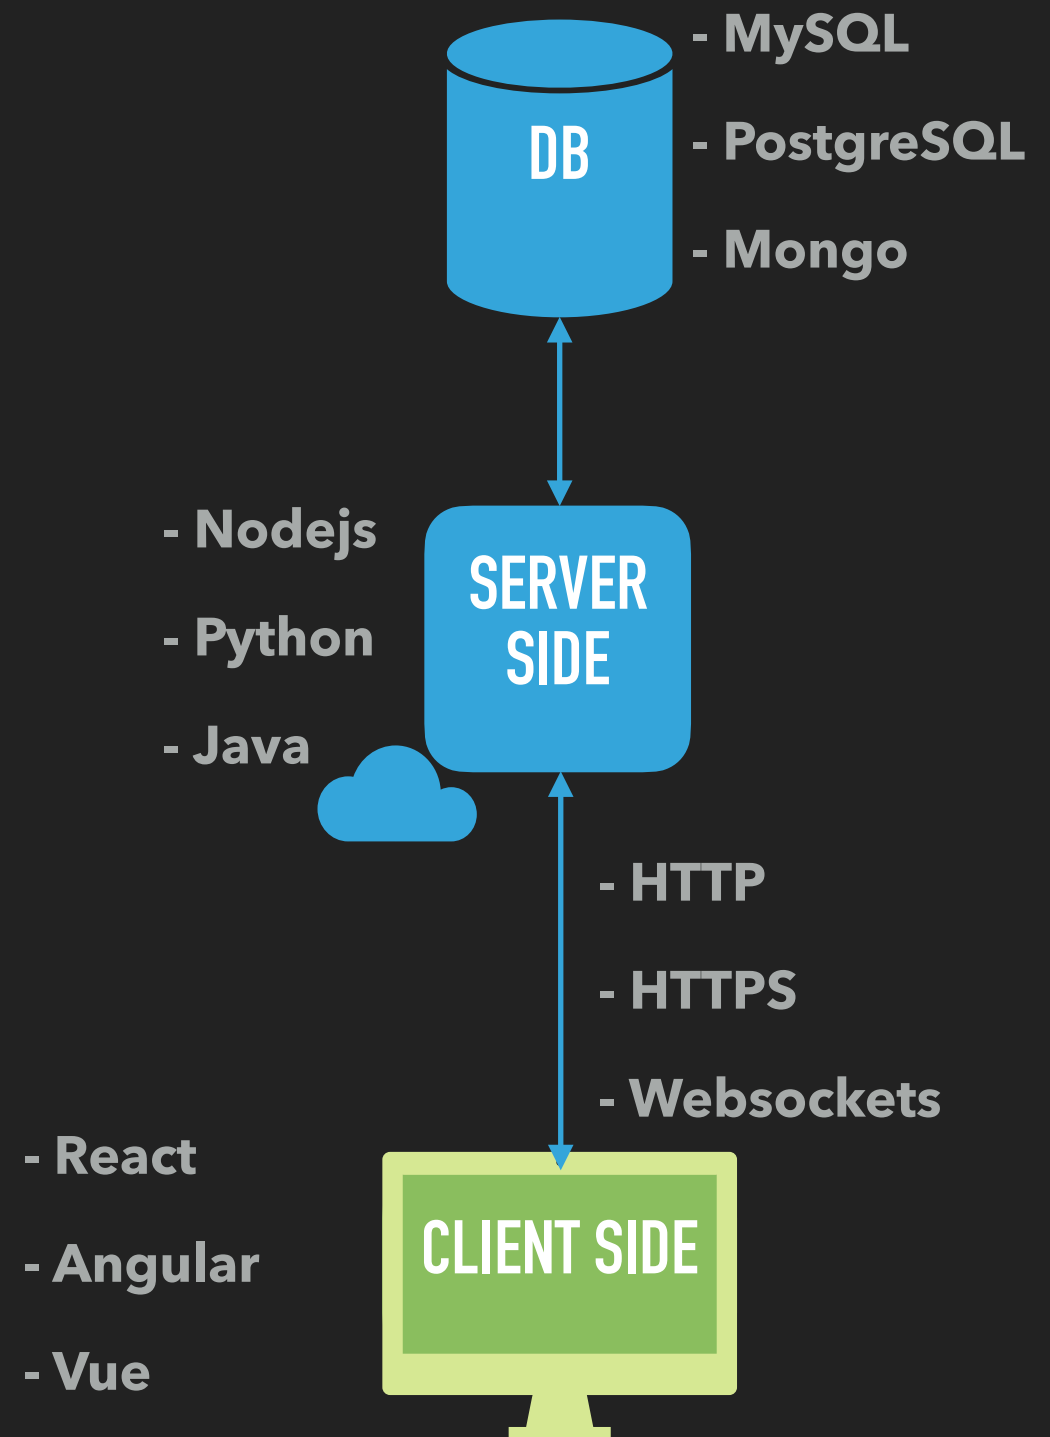 - MySQL
DB
- PostgreSQL
- Mongo
- Nodejs
SERVER
SIDE
- Python
- Java
- HTTP
- HTTPS
- Websockets
- React
CLIENT SIDE
- Angular
- Vue